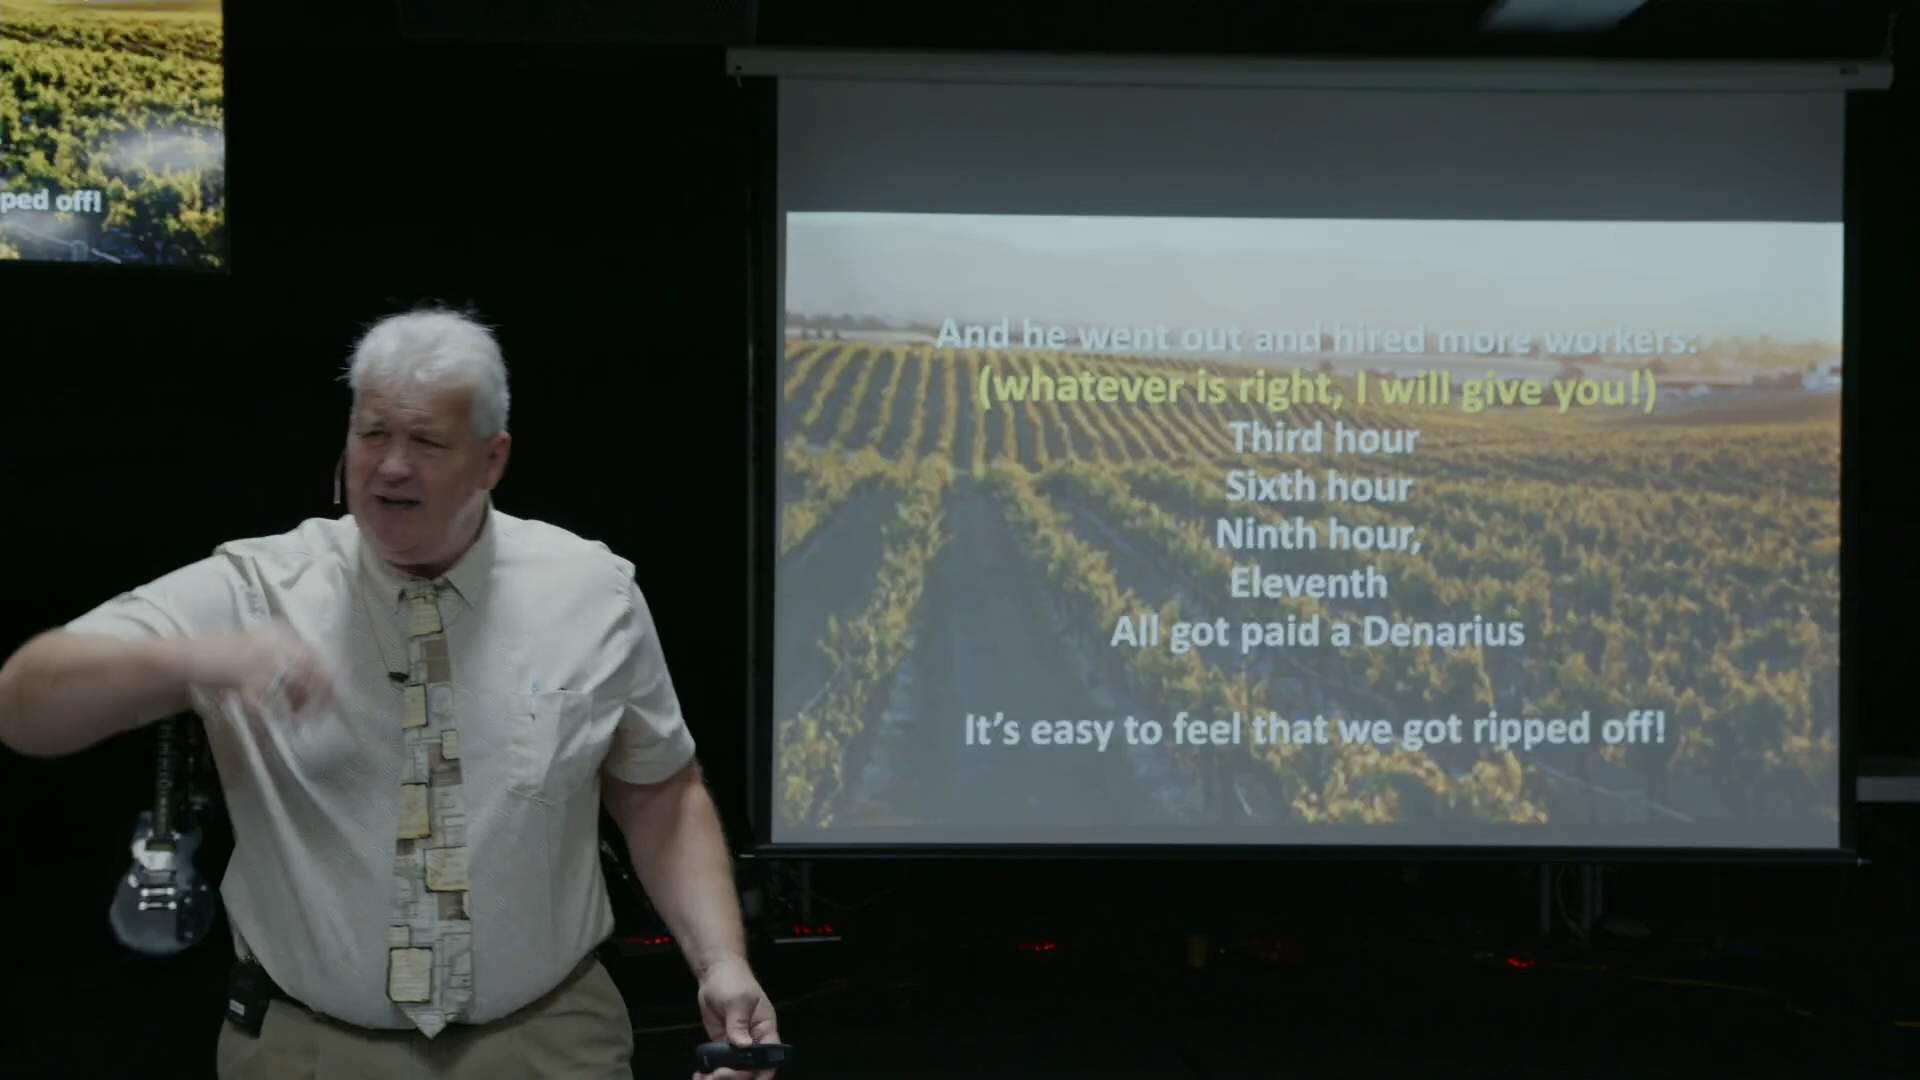 ped off!
And he went out and hired more workers:
(whatever is right, I will give you!)
Third hour
Sixth hour
Ninth hour,
Eleventh
All got paid a Denarius
It's easy to feel that we got ripped off!